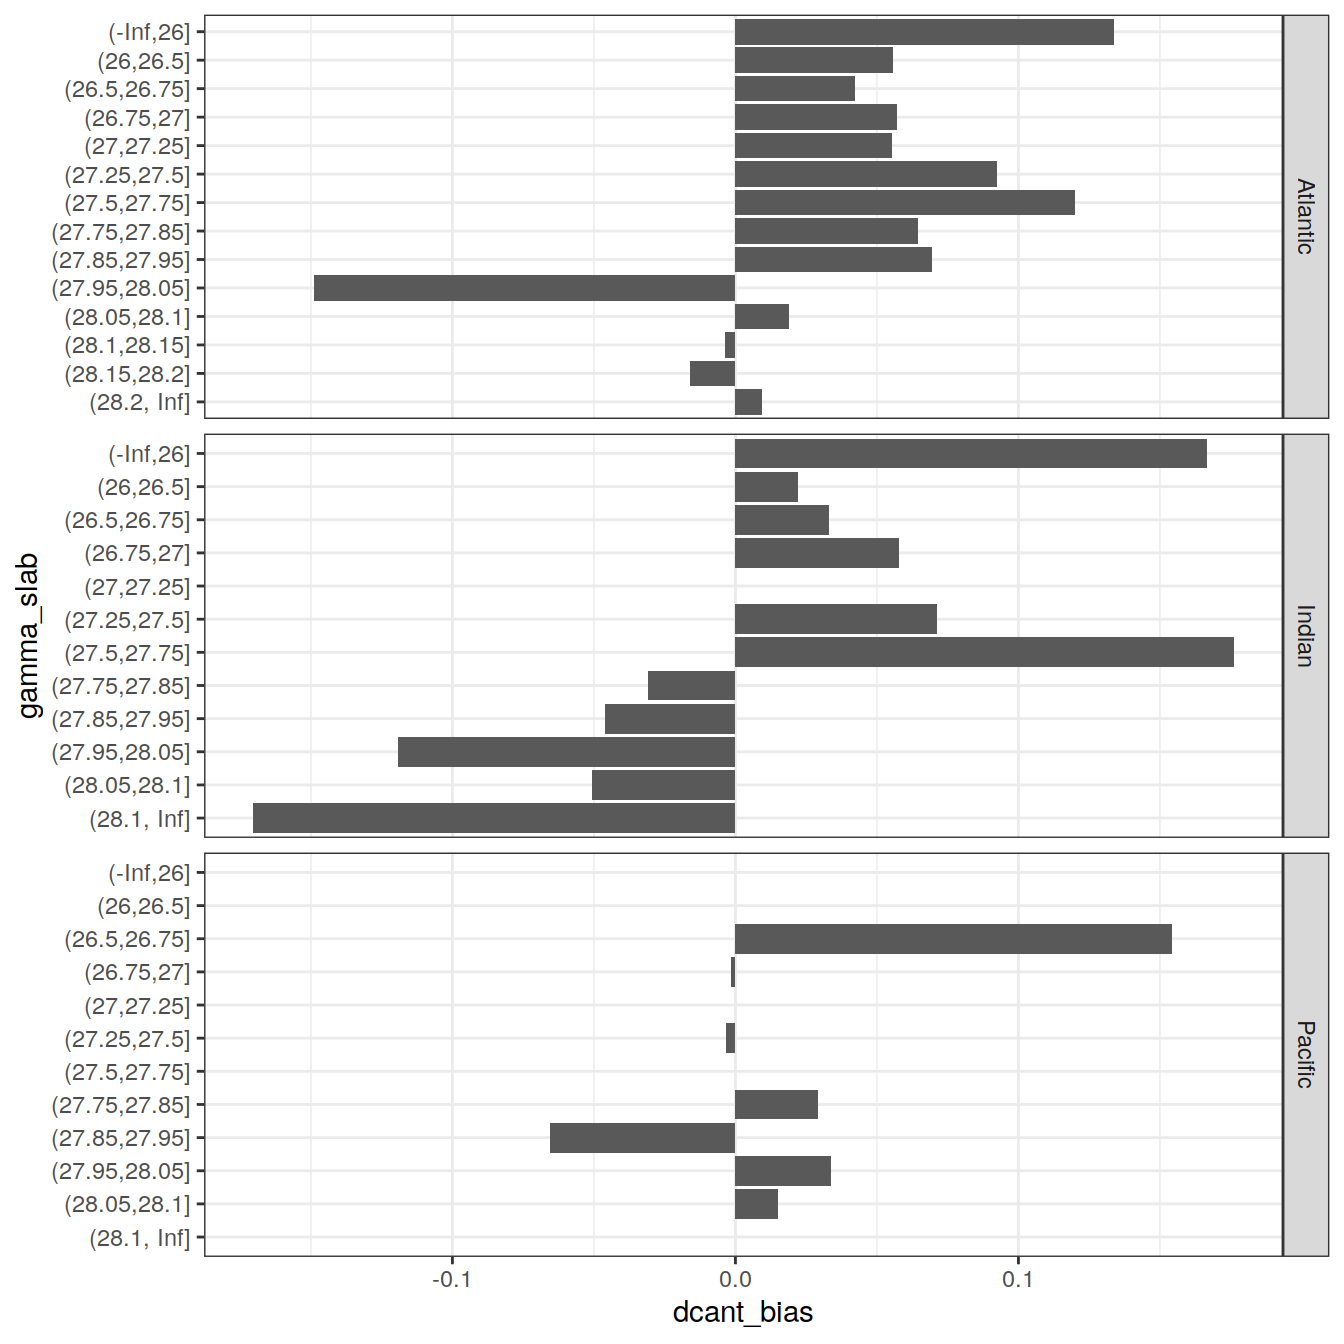 (-Inf,26]
(26,26.5]
(26.5,26.75]
(26.75,27]
(27,27.25]
(27.25,27.5]
(27.5,27.75]
(27.75,27.85]
(27.85,27.95]
(27.95,28.05]
(28.05,28.1]
(28.1,28.15]
(28.15,28.2]
(28.2, Inf]
Atlantic
(-Inf,26]
(26,26.5]
(26.5,26.75]
(26.75,27]
(27,27.25]
(27.25,27.5]
(27.5,27.75]
(27.75,27.85]
(27.85,27.95]
(27.95,28.05]
(28.05,28.1]
(28.1, Inf]
Indian
gamma_slab
(-Inf,26]
(26,26.5]
(26.5,26.75]
(26.75,27]
(27,27.25]
(27.25,27.5]
(27.5,27.75]
(27.75,27.85]
(27.85,27.95]
(27.95,28.05]
(28.05,28.1]
(28.1, Inf]
Pacific
-0.1 0.0 0.1
dcant_bias